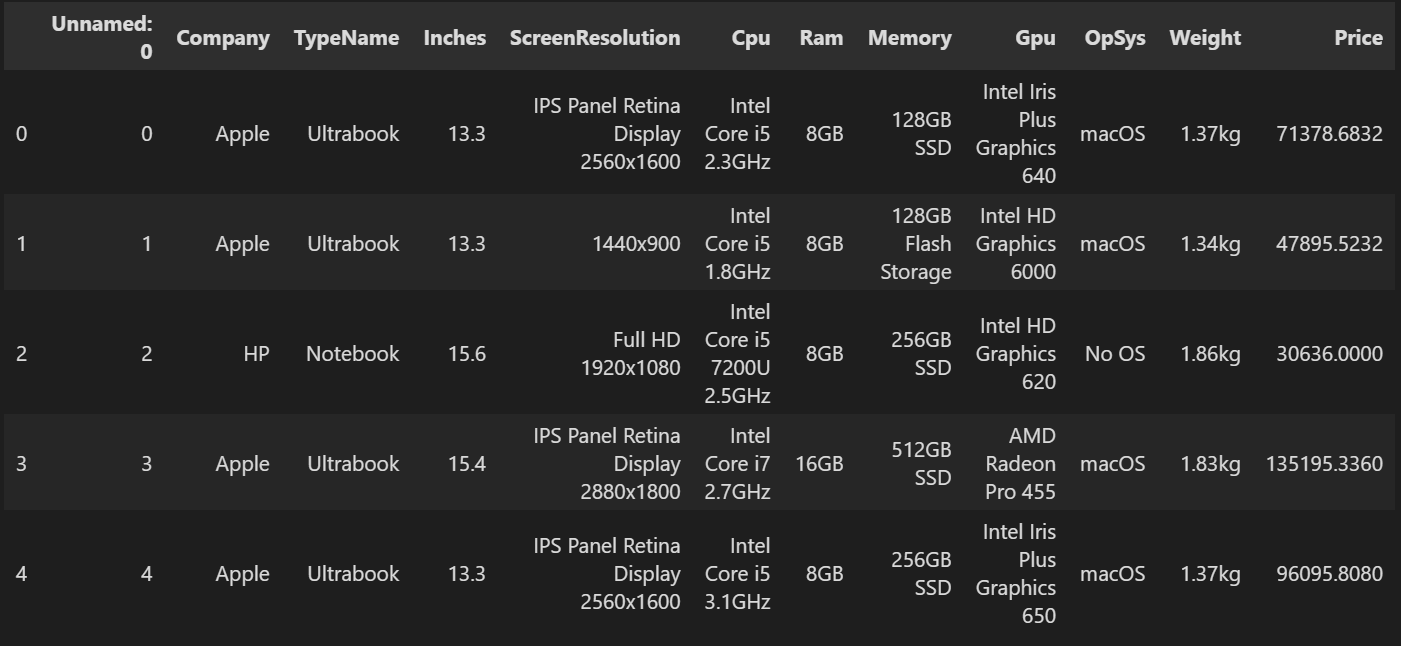 Unnamed: 0 Company TypeName Inches ScreenResolution Cpu Ram Memory Gpu OpSys Weight Price
0 0 Apple Ultrabook 13.3 IPS Panel Retina Display 2560x1600 Intel Core i5 2.3GHz 8GB 128GB SSD Intel Iris Plus Graphics 640 macOS 1.37kg 71378.6832
1 1 Apple Ultrabook 13.3 1440x900 Intel Core i5 1.8GHz 8GB 128GB Flash Storage Intel HD Graphics 6000 macOS 1.34kg 47895.5232
2 2 HP Notebook 15.6 Full HD 1920x1080 Intel Core i5 7200U 2.5GHz 8GB 256GB SSD Intel HD Graphics 620 No OS 1.86kg 30636.0000
3 3 Apple Ultrabook 15.4 IPS Panel Retina Display 2880x1800 Intel Core i7 2.7GHz 16GB 512GB SSD AMD Radeon Pro 455 macOS 1.83kg 135195.3360
4 4 Apple Ultrabook 13.3 IPS Panel Retina Display 2560x1600 Intel Core i5 3.1GHz 8GB 256GB SSD Intel Iris Plus Graphics 650 macOS 1.37kg 96095.8080